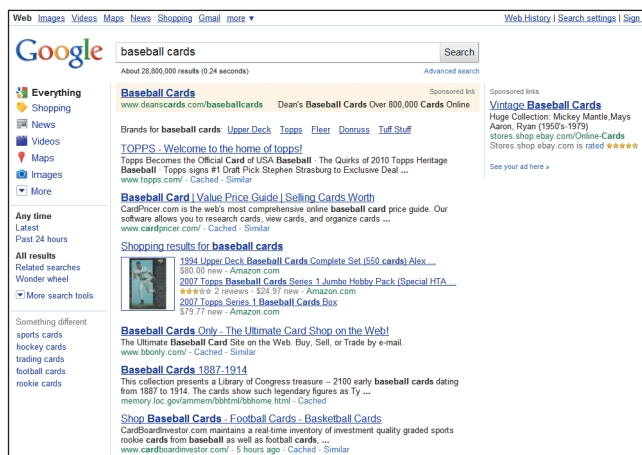 Web Images Videos Maps News Shopping Gmail more ▼
Web History | Search settings | Sign
Google
baseball cards
Search
About 28,800,000 results (0.24 seconds)
Advanced search
Everything
Shopping
News
Videos
Maps
Images
More
Any time
Latest
Past 24 hours
All results
Related searches
Wonder wheel
More search tools
Something different
sports cards
hockey cards
trading cards
football cards
rookie cards
Baseball Cards
Sponsored link
www.deanscards.com/baseballcards Dean's Baseball Cards Over 800,000 Cards Online
Brands for baseball cards: Upper Deck Topps Fleer Donruss Tuff Stuff
TOPPS - Welcome to the home of topps!
Topps Becomes the Official Card of USA Baseball · The Quirks of 2010 Topps Heritage
Baseball · Topps signs #1 Draft Pick Stephen Strasburg to Exclusive Deal ...
www.topps.com/ - Cached - Similar
Baseball Card | Value Price Guide | Selling Cards Worth
CardPricer.com is the web's most comprehensive online baseball card price guide. Our
software allows you to research cards, view cards, and organize cards ...
www.cardpricer.com/ - Cached - Similar
Shopping results for baseball cards
1994 Upper Deck Baseball Cards Complete Set (550 cards) Alex ...
$80.00 new - Amazon.com
2007 Topps Baseball Cards Series 1 Jumbo Hobby Pack (Special HTA ...
2 reviews - $24.97 new - Amazon.com
2007 Topps Series 1 Baseball Cards Box
$79.77 new - Amazon.com
Baseball Cards Only - The Ultimate Card Shop on the Web!
The Ultimate Baseball Card Site on the Web. Buy, Sell, or Trade by e-mail.
www.bbonly.com/ - Cached - Similar
Baseball Cards 1887-1914
This collection presents a Library of Congress treasure -- 2100 early baseball cards dating
from 1887 to 1914. The cards show such legendary figures as Ty ...
memory.loc.gov/ammem/bbhtml/bbhome.html - Cached
Shop Baseball Cards - Football Cards - Basketball Cards
CardBoardInvestor.com maintains a real-time inventory of investment quality graded sports
rookie cards from baseball as well as football cards, ...
www.cardboardinvestor.com/ - 5 hours ago - Cached - Similar
Sponsored links
Vintage Baseball Cards
Huge Collection: Mickey Mantle,Mays
Aaron, Ryan (1950's-1979)
stores.shop.ebay.com/Online-Cards
Stores.shop.ebay.com is rated
See your ad here »